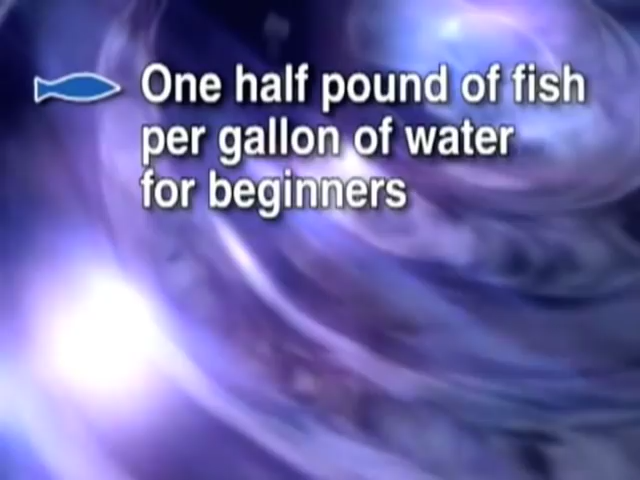 One half pound of fish
per gallon of water
for beginners